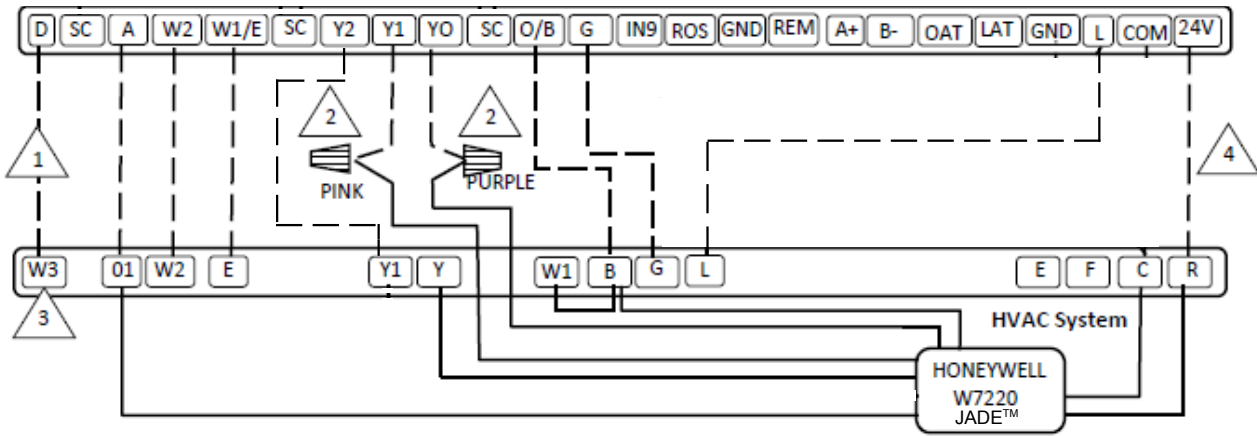 D SC A W2 W1/E SC Y2 Y1 YO SC O/B G IN9 ROS GND REM A+ B- OAT LAT GND L COM 24V
2 2
1 4
PINK PURPLE
W3 01 W2 E Y1 Y W1 B G L E F C R
3
HVAC System
HONEYWELL
W7220
JADE™